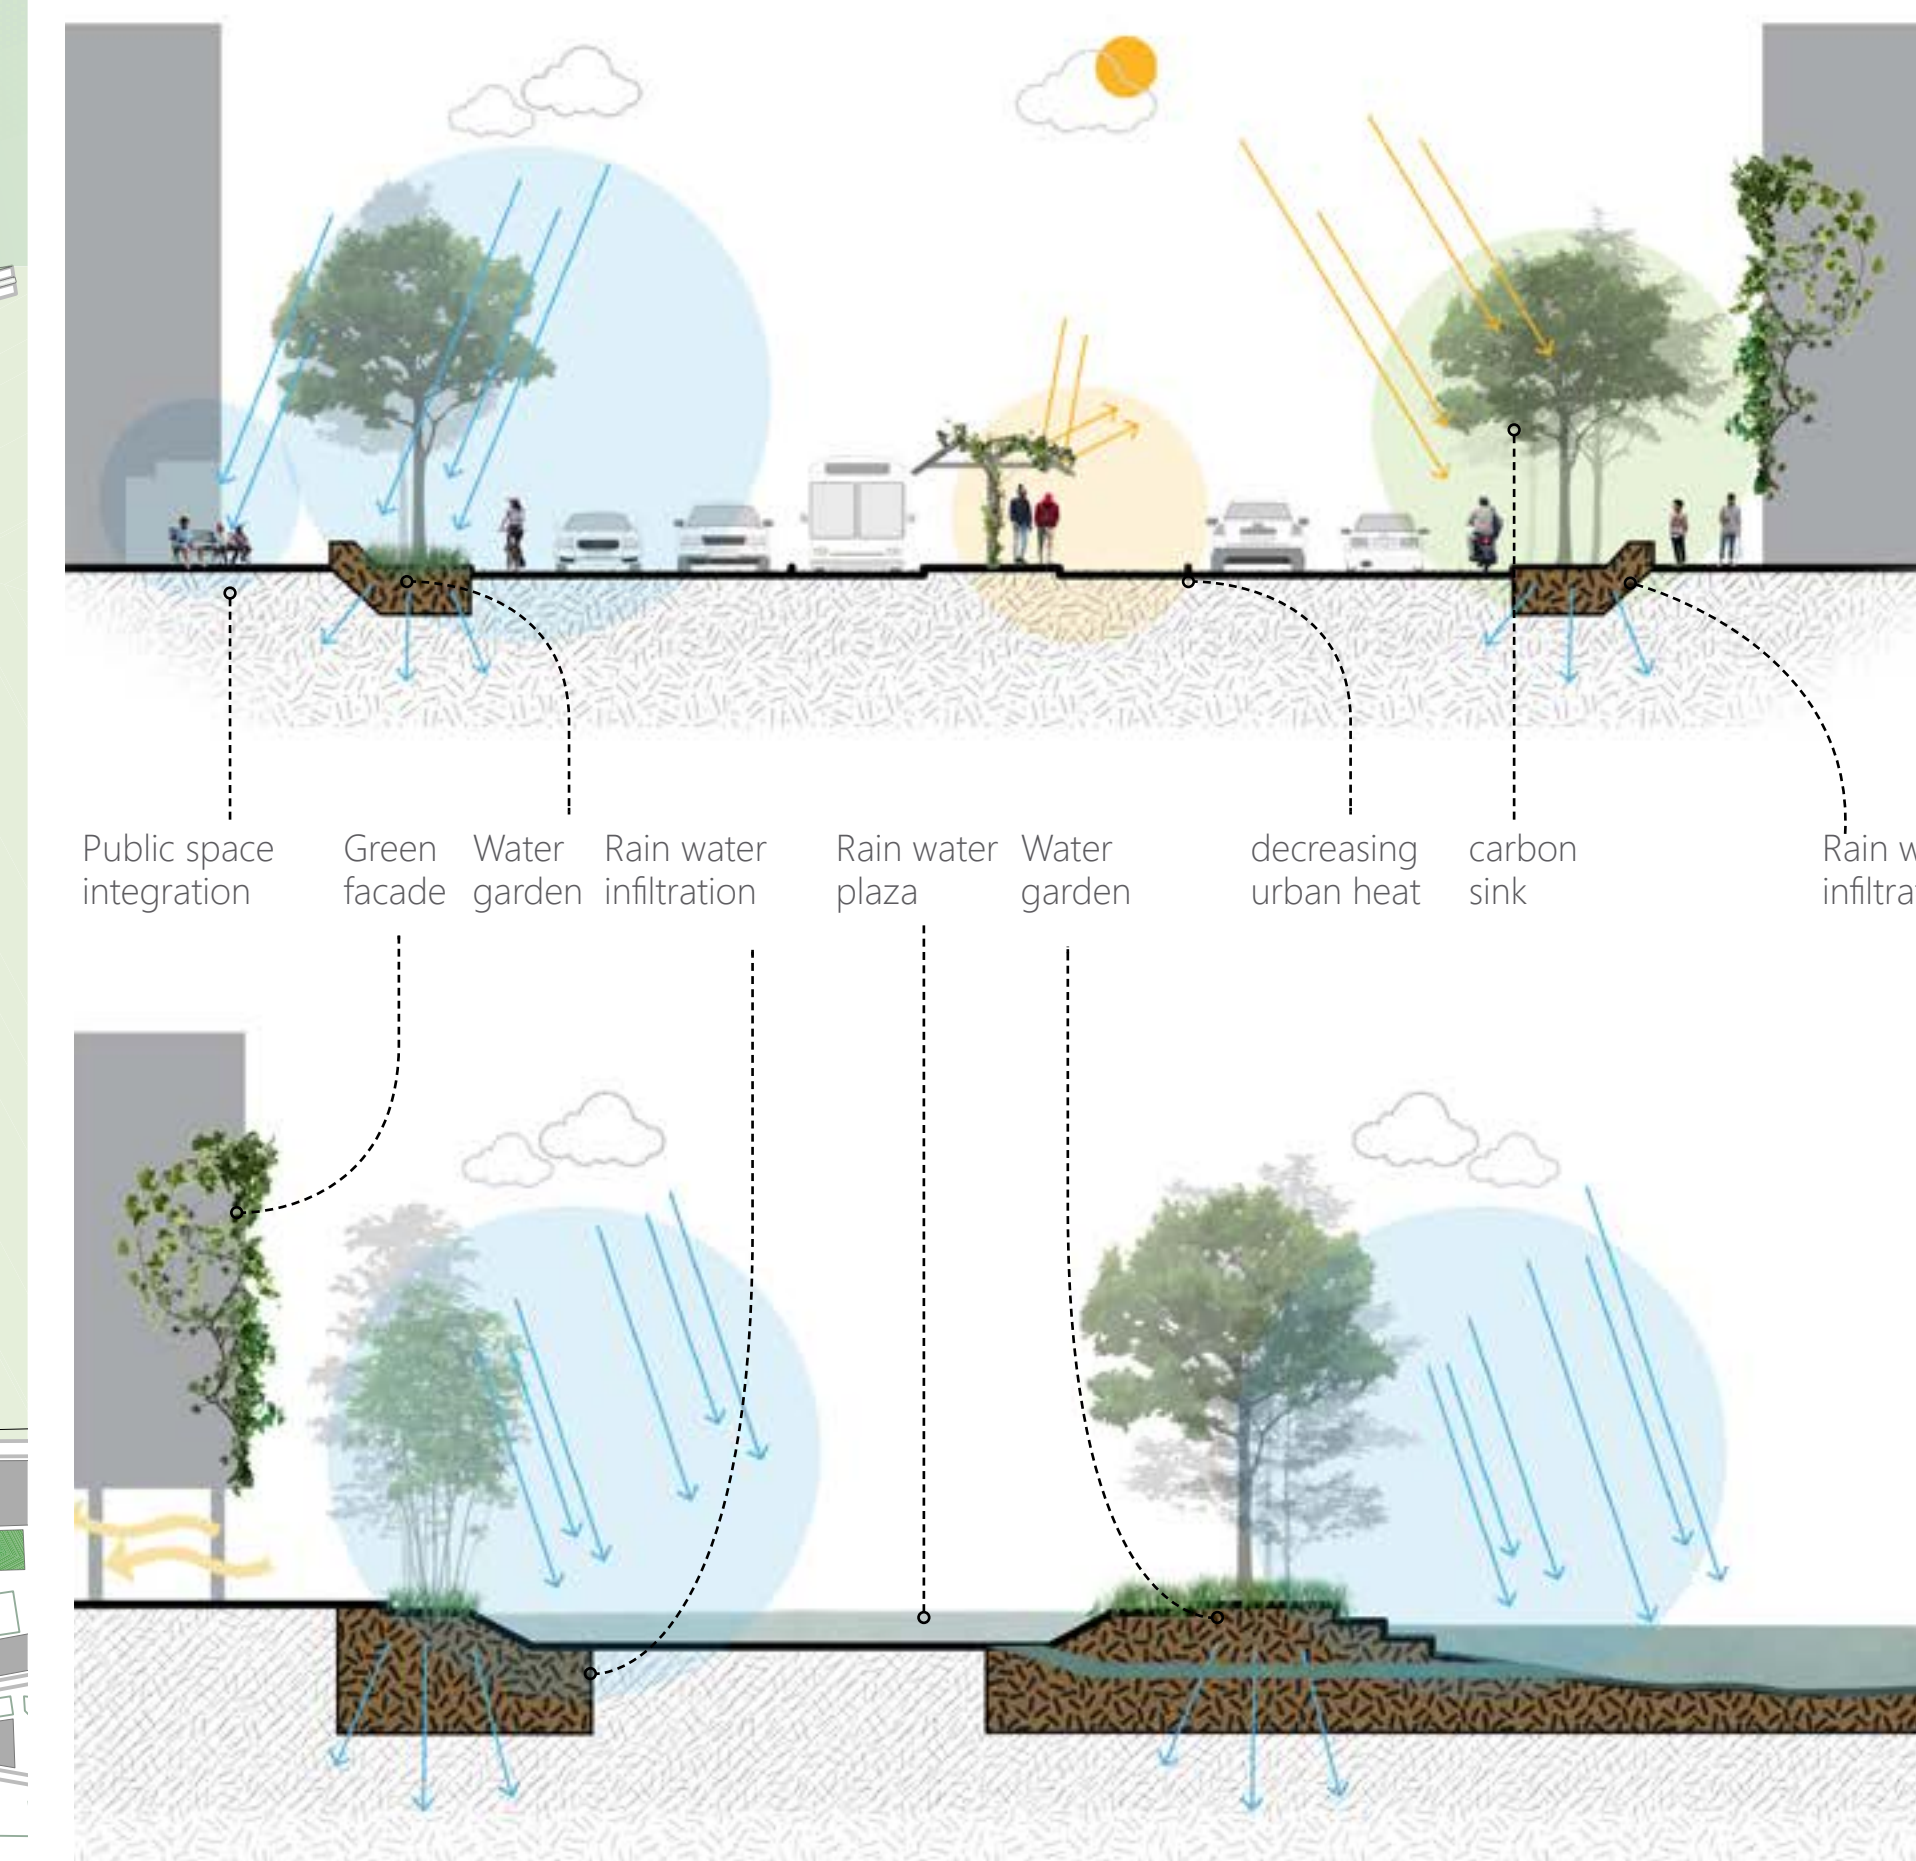 Public space
integration
Green
facade
Water
garden
Rain water
infiltration
Rain water
plaza
Water
garden
decreasing
urban heat
carbon
sink
Rain